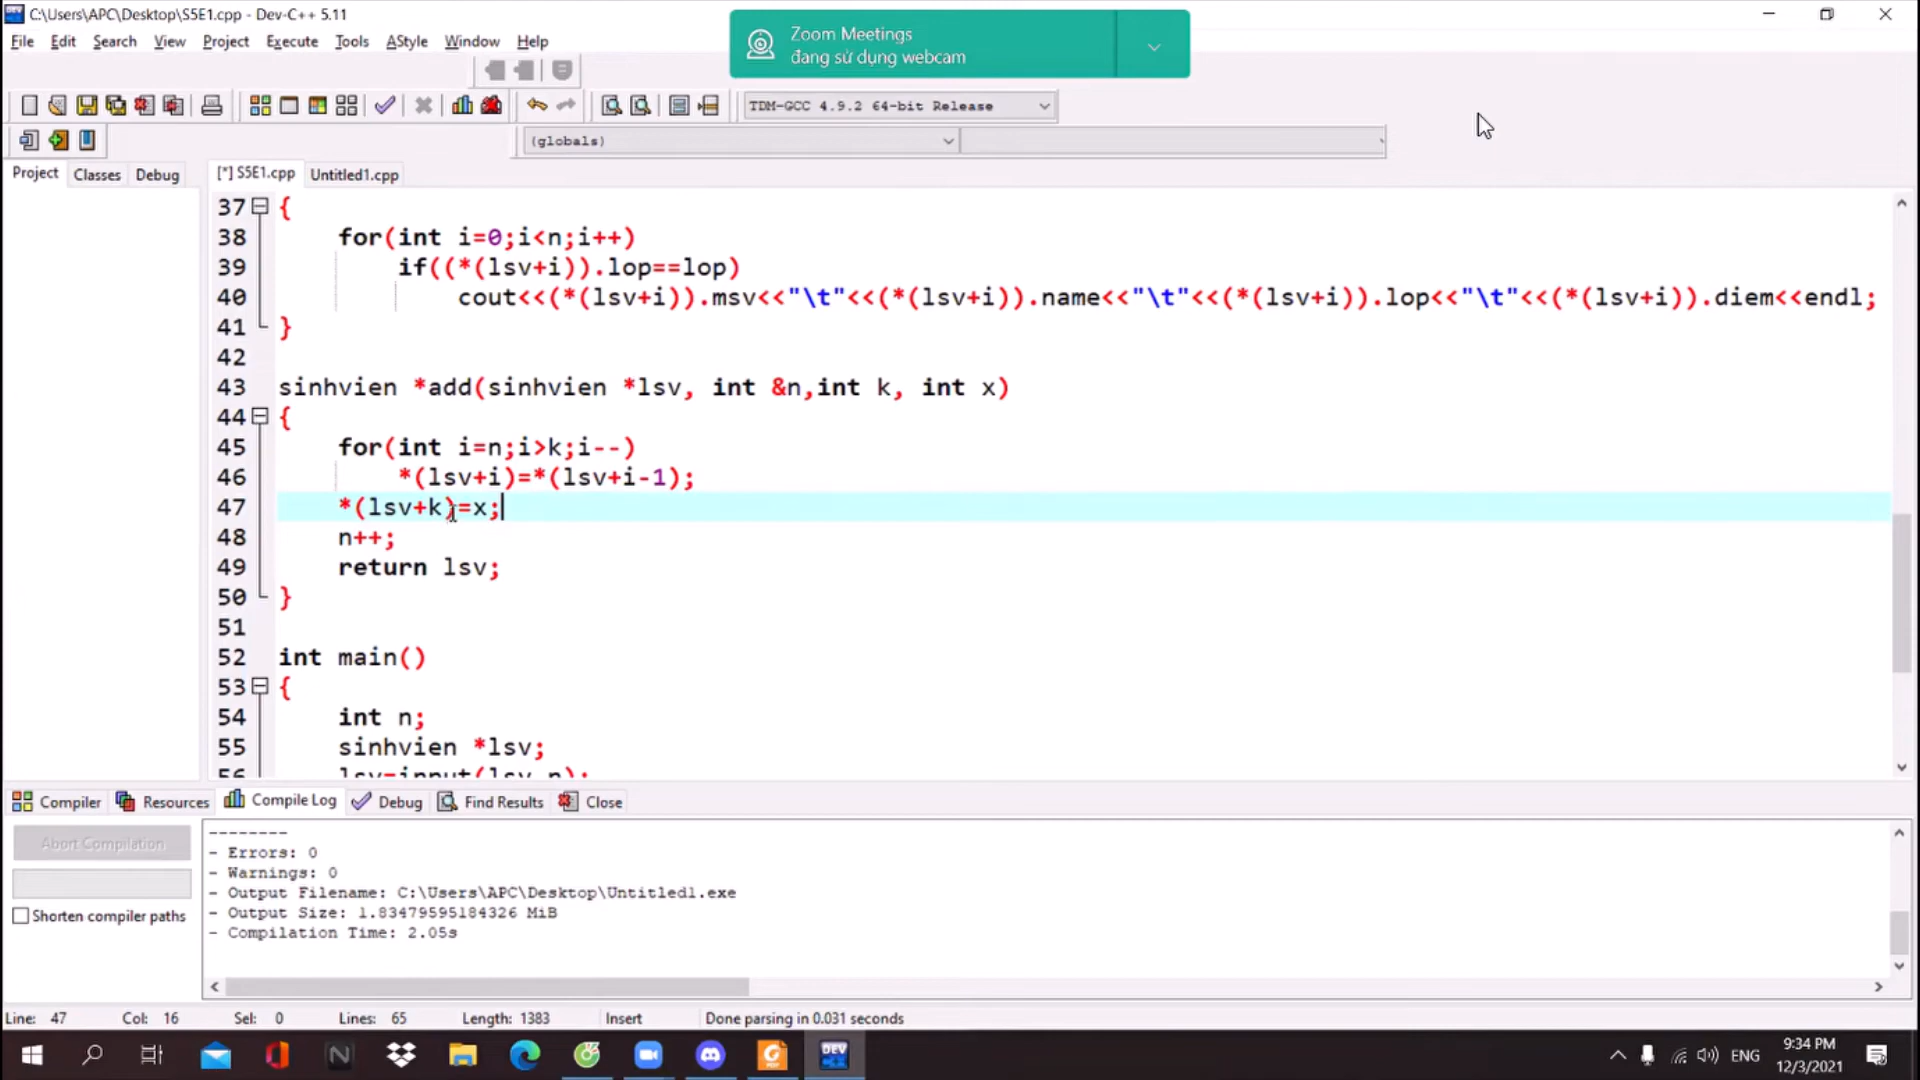 C:\Users\APC\Desktop\S5E1.cpp - Dev-C++ 5.11
Zoom Meetings
đang sử dụng webcam
File Edit Search View Project Execute Tools AStyle Window Help
TDM-GCC 4.9.2 64-bit Release
(globals)
Project Classes Debug [*] S5E1.cpp Untitled1.cpp
37 {
38 for(int i=0;i<n;i++)
39 if((*(lsv+i)).lop==lop)
40 cout<<(*(lsv+i)).msv<<"\t"<<(*(lsv+i)).name<<"\t"<<(*(lsv+i)).lop<<"\t"<<(*(lsv+i)).diem<<endl;
41 }
42
43 sinhvien *add(sinhvien *lsv, int &n,int k, int x)
44 {
45 for(int i=n;i>k;i--)
46 *(lsv+i)=*(lsv+i-1);
47 *(lsv+k)=x;
48 n++;
49 return lsv;
50 }
51
52 int main()
53 {
54 int n;
55 sinhvien *lsv;
56 lsv=input(lsv,n);
Compiler Resources Compile Log Debug Find Results Close
Abort Compilation
Shorten compiler paths
--------
- Errors: 0
- Warnings: 0
- Output Filename: C:\Users\APC\Desktop\Untitled1.exe
- Output Size: 1.83479595184326 MiB
- Compilation Time: 2.05s
Line: 47 Col: 16 Sel: 0 Lines: 65 Length: 1383 Insert Done parsing in 0.031 seconds
DEV
ENG
9:34 PM
12/3/2021